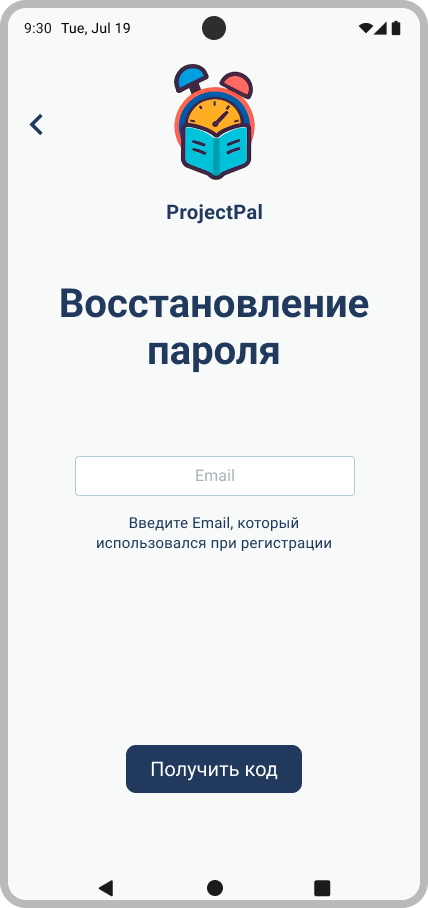 9:30 Tue, Jul 19
ProjectPal
Восстановление
пароля
Email
Введите Email, который
использовался при регистрации
Получить код